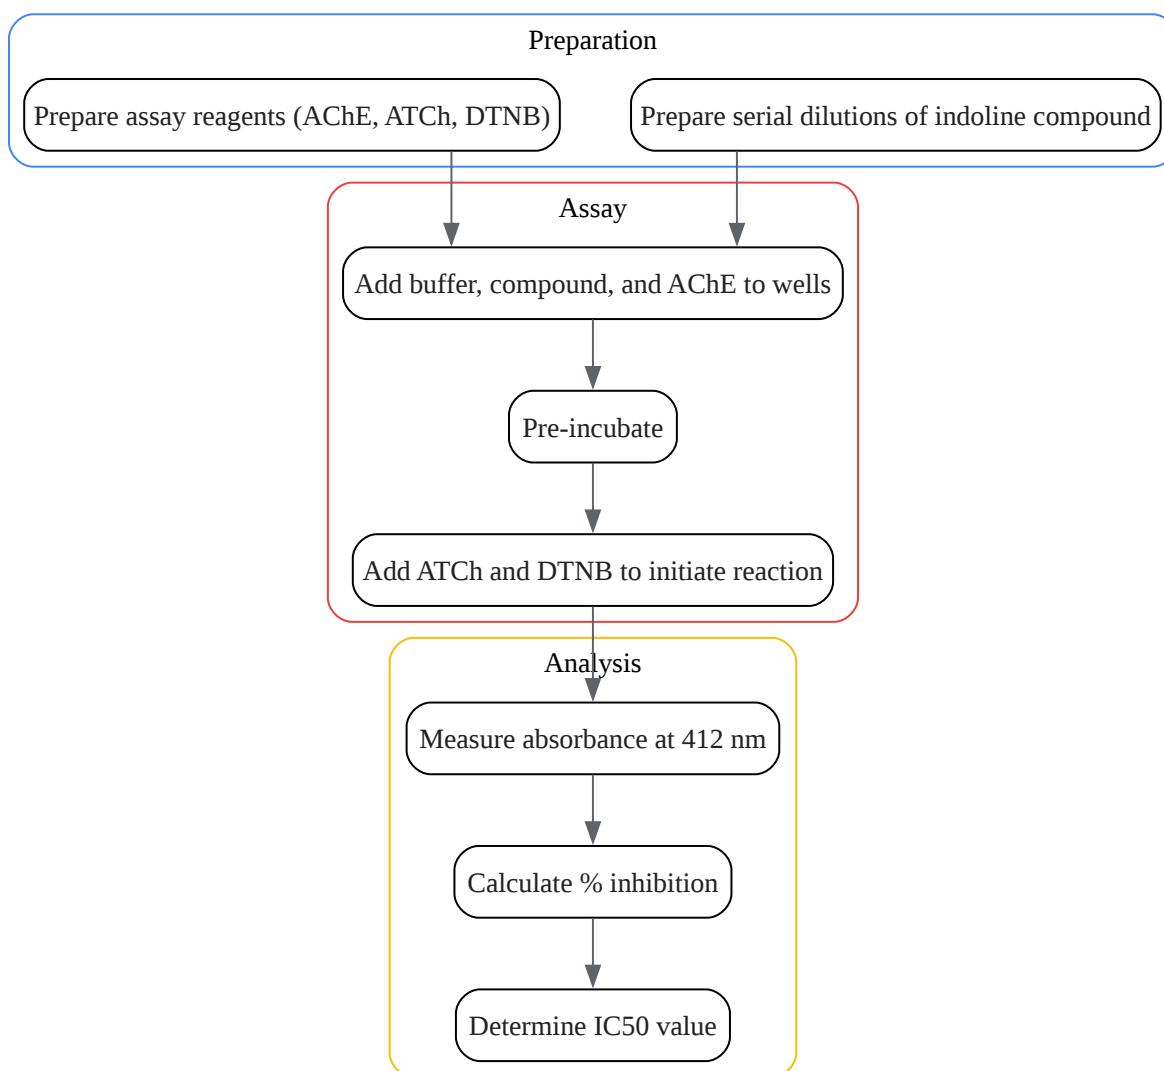 Preparation
Prepare assay reagents (AChE, ATCh, DTNB)
Prepare serial dilutions of indoline compound
Assay
Add buffer, compound, and AChE to wells
Pre-incubate
Add ATCh and DTNB to initiate reaction
Analysis
Measure absorbance at 412 nm
Calculate % inhibition
Determine IC50 value